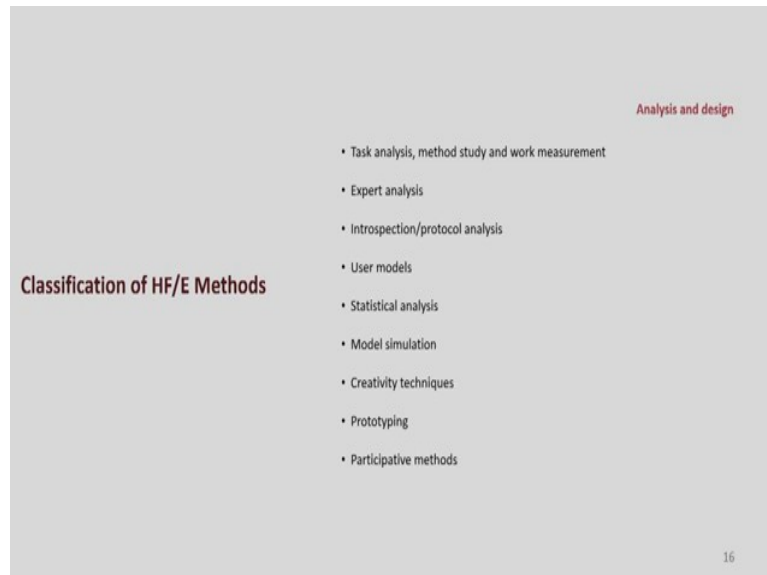 Analysis and design
• Task analysis, method study and work measurement
• Expert analysis
• Introspection/protocol analysis
• User models
Classification of HF/E Methods
• Statistical analysis
• Model simulation
• Creativity techniques
• Prototyping
• Participative methods
16